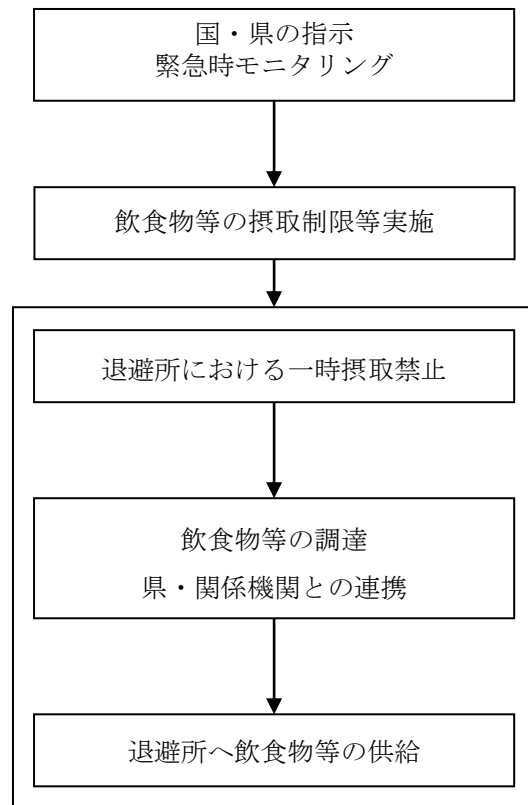 国・県の指示
緊急時モニタリング
飲食物等の摂取制限等実施
退避所における一時摂取禁止
飲食物等の調達
県・関係機関との連携
退避所へ飲食物等の供給